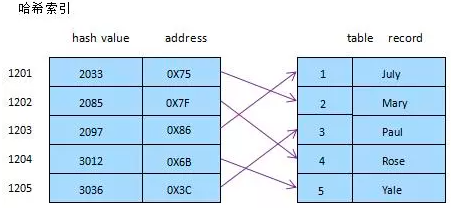 哈希索引
hash value address table record
1201 2033 0X75 1 July
1202 2085 0X7F 2 Mary
1203 2097 0X86 3 Paul
1204 3012 0X6B 4 Rose
1205 3036 0X3C 5 Yale